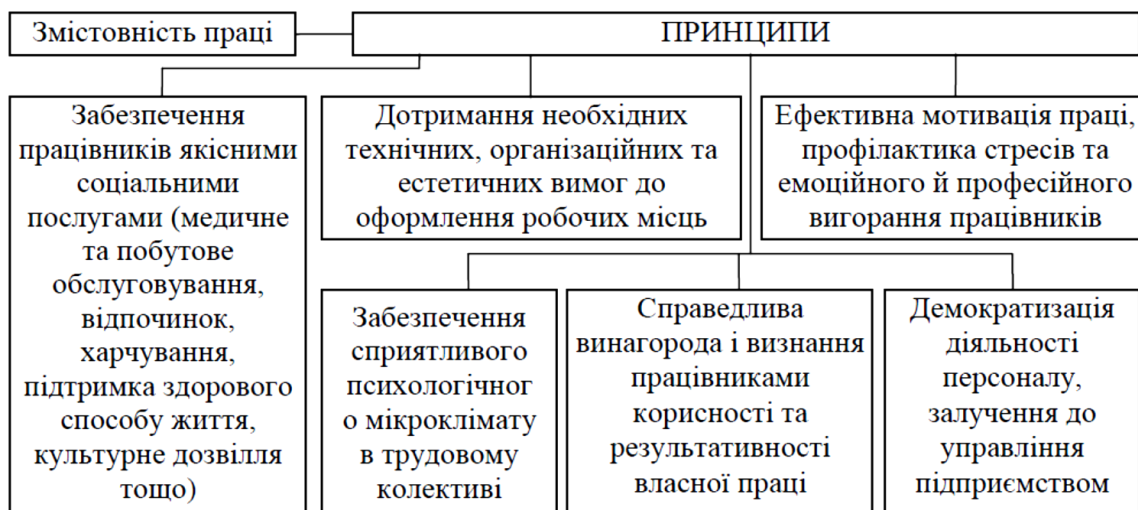 Змістовність праці
ПРИНЦИПИ
Забезпечення
працівників якісними
соціальними
послугами (медичне
та побутове
обслуговування,
відпочинок,
харчування,
підтримка здорового
способу життя,
культурне дозвілля
тощо)
Дотримання необхідних
технічних, організаційних та
естетичних вимог до
оформлення робочих місць
Ефективна мотивація праці,
профілактика стресів та
емоційного й професійного
вигорання працівників
Забезпечення
сприятливого
психологічног
о мікроклімату
в трудовому
колективі
Справедлива
винагорода і визнання
працівниками
корисності та
результативності
власної праці
Демократизація
діяльності
персоналу,
залучення до
управління
підприємством